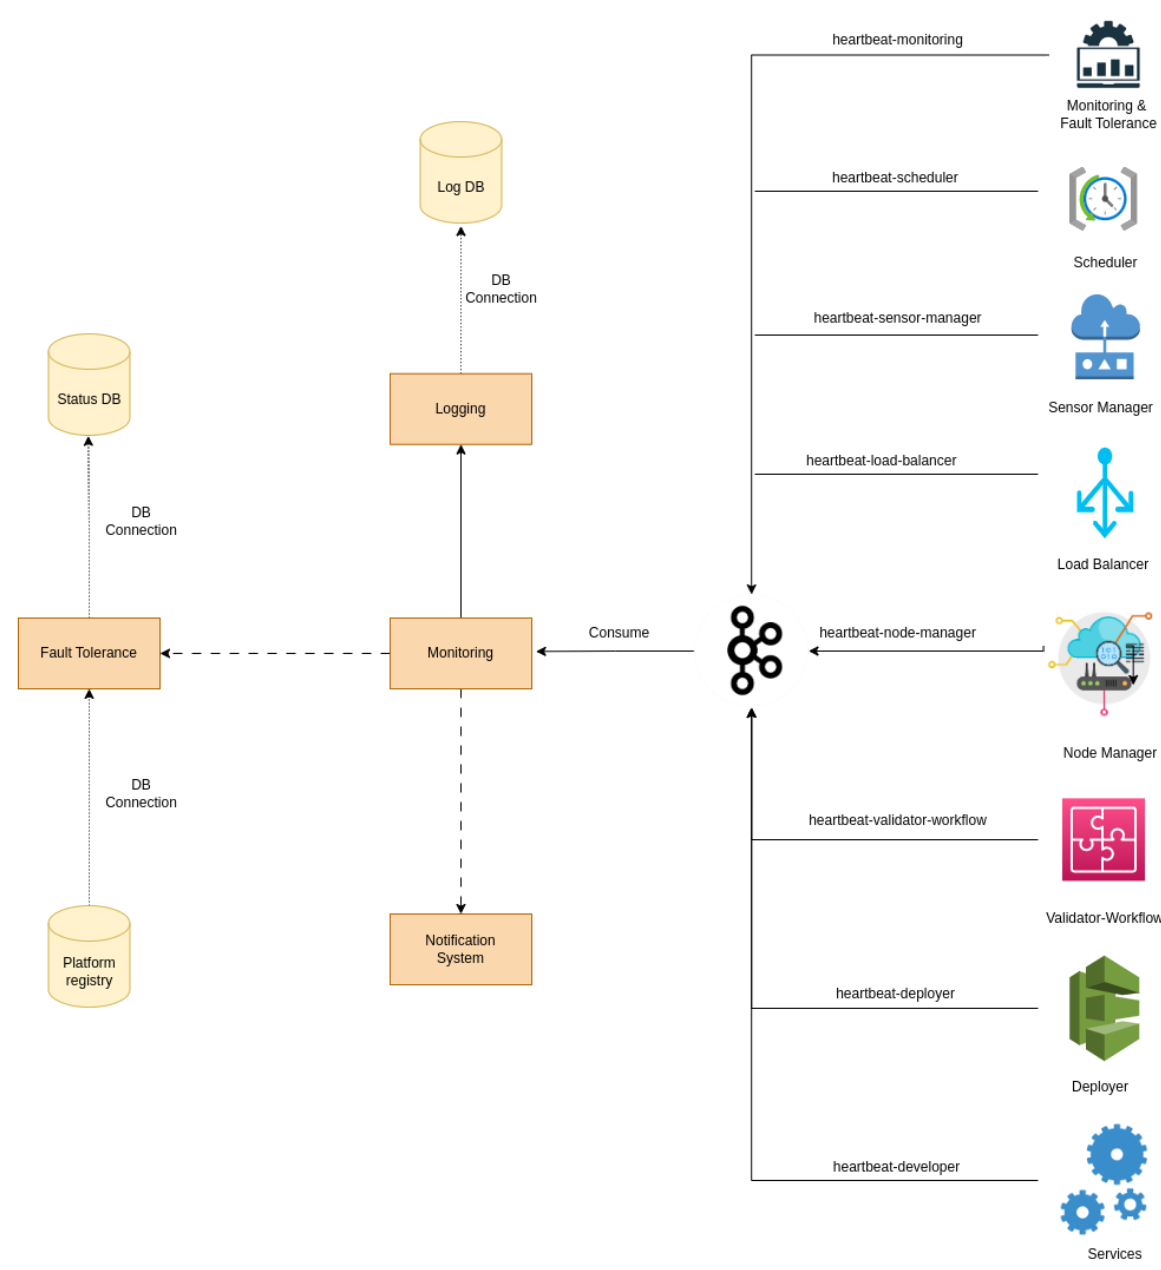 heartbeat-monitoring
Monitoring &
Fault Tolerance
heartbeat-scheduler
Scheduler
Log DB
DB
Connection
heartbeat-sensor-manager
Sensor Manager
Status DB
Logging
heartbeat-load-balancer
Load Balancer
DB
Connection
Fault Tolerance
Monitoring
Consume
heartbeat-node-manager
Node Manager
DB
Connection
heartbeat-validator-workflow
Validator-Workflow
Platform
registry
Notification
System
heartbeat-deployer
Deployer
heartbeat-developer
Services